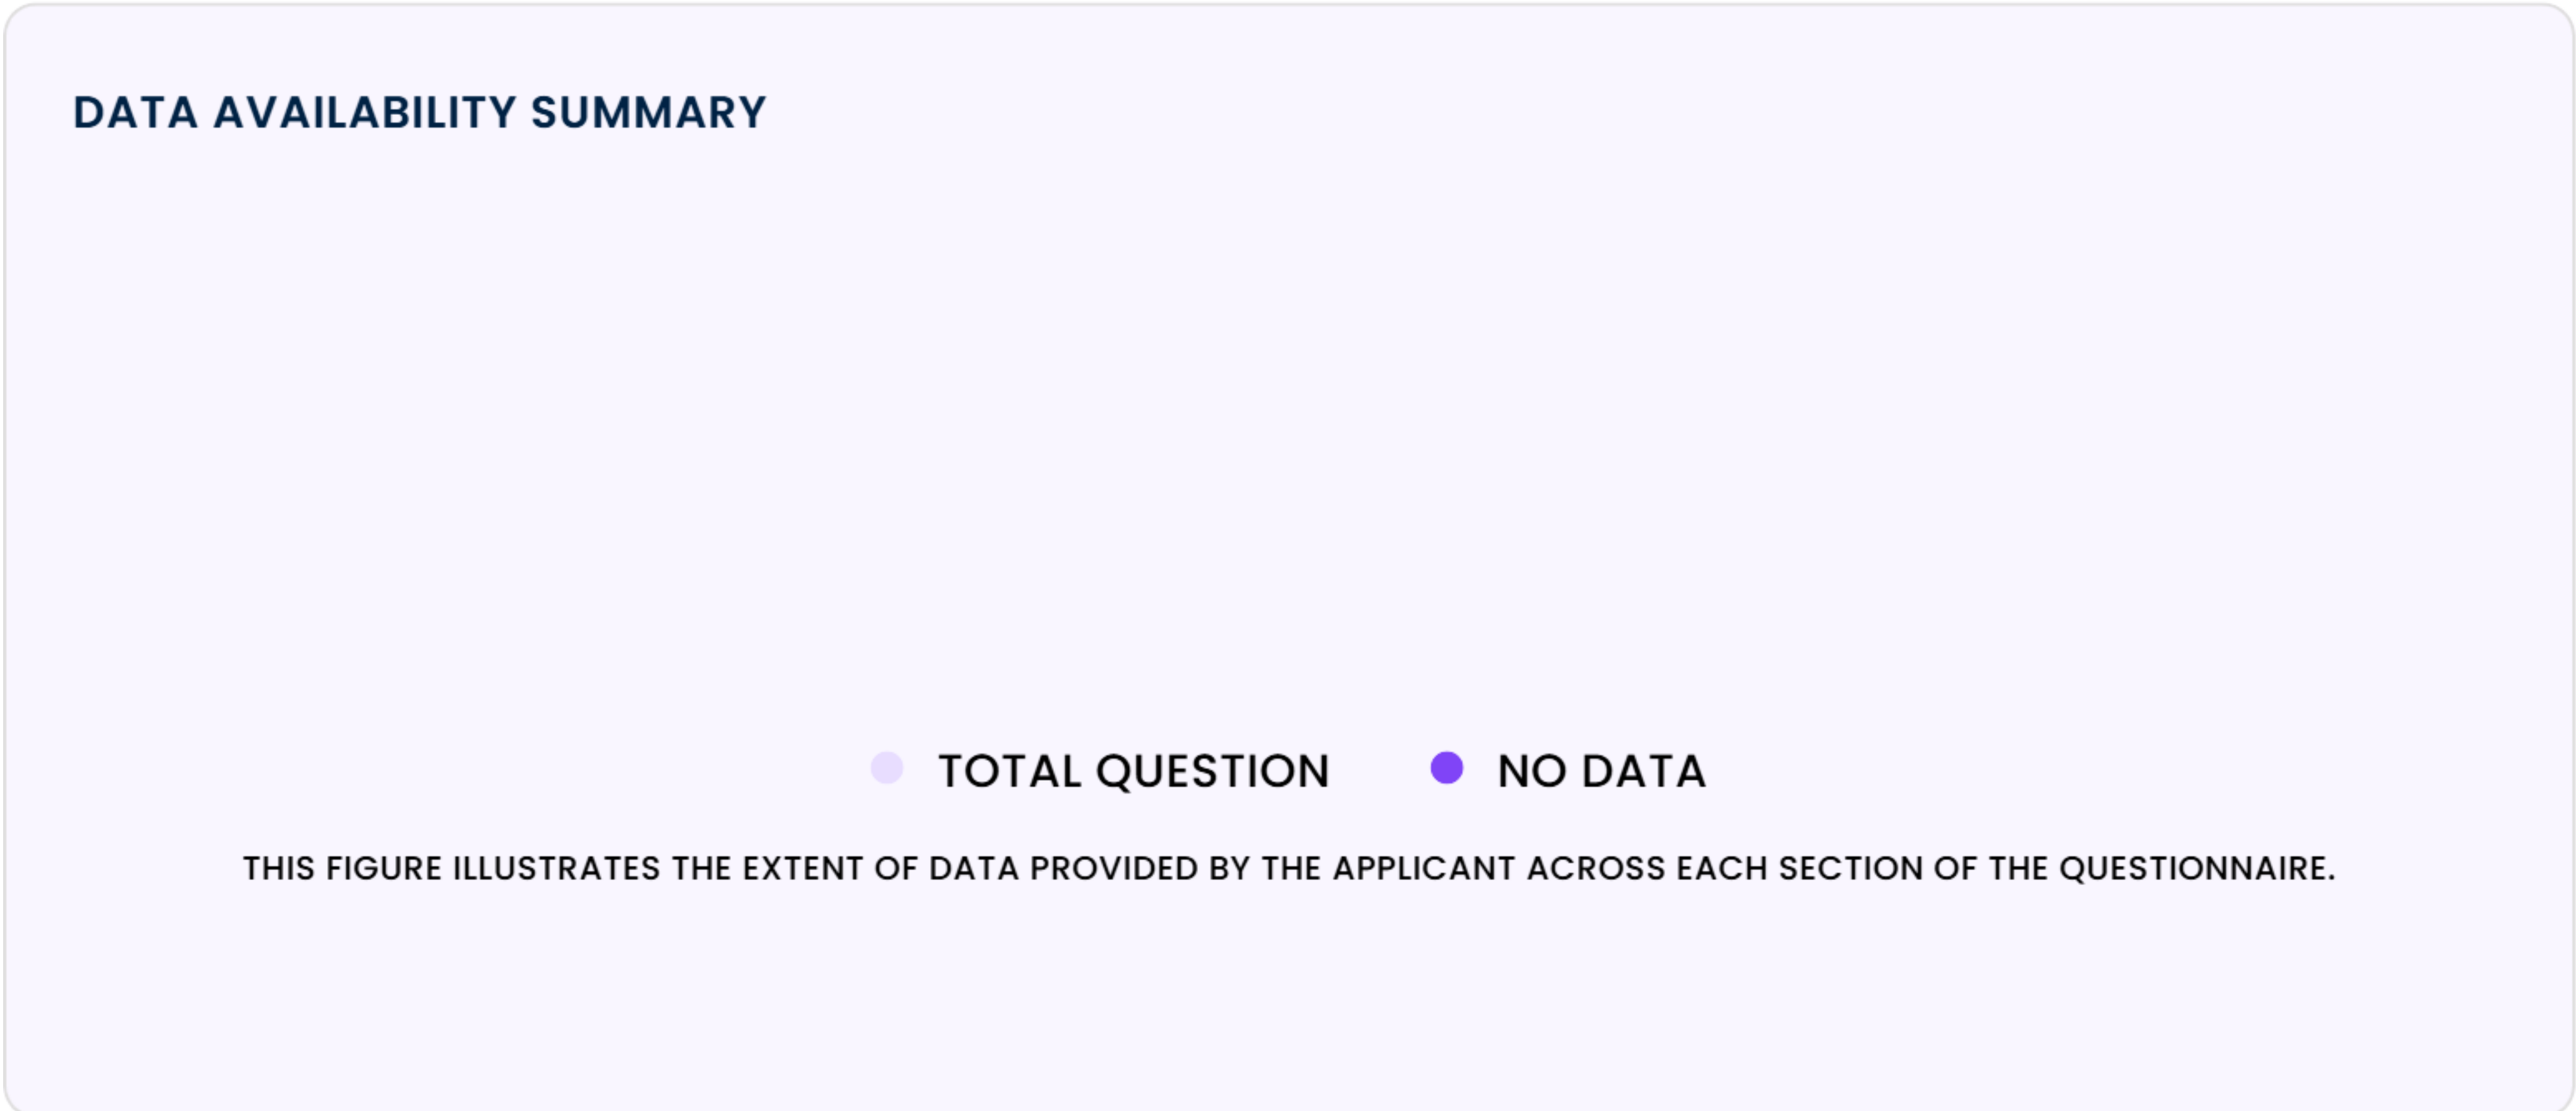 DATA AVAILABILITY SUMMARY
TOTAL QUESTION NO DATA
THIS FIGURE ILLUSTRATES THE EXTENT OF DATA PROVIDED BY THE APPLICANT ACROSS EACH SECTION OF THE QUESTIONNAIRE.